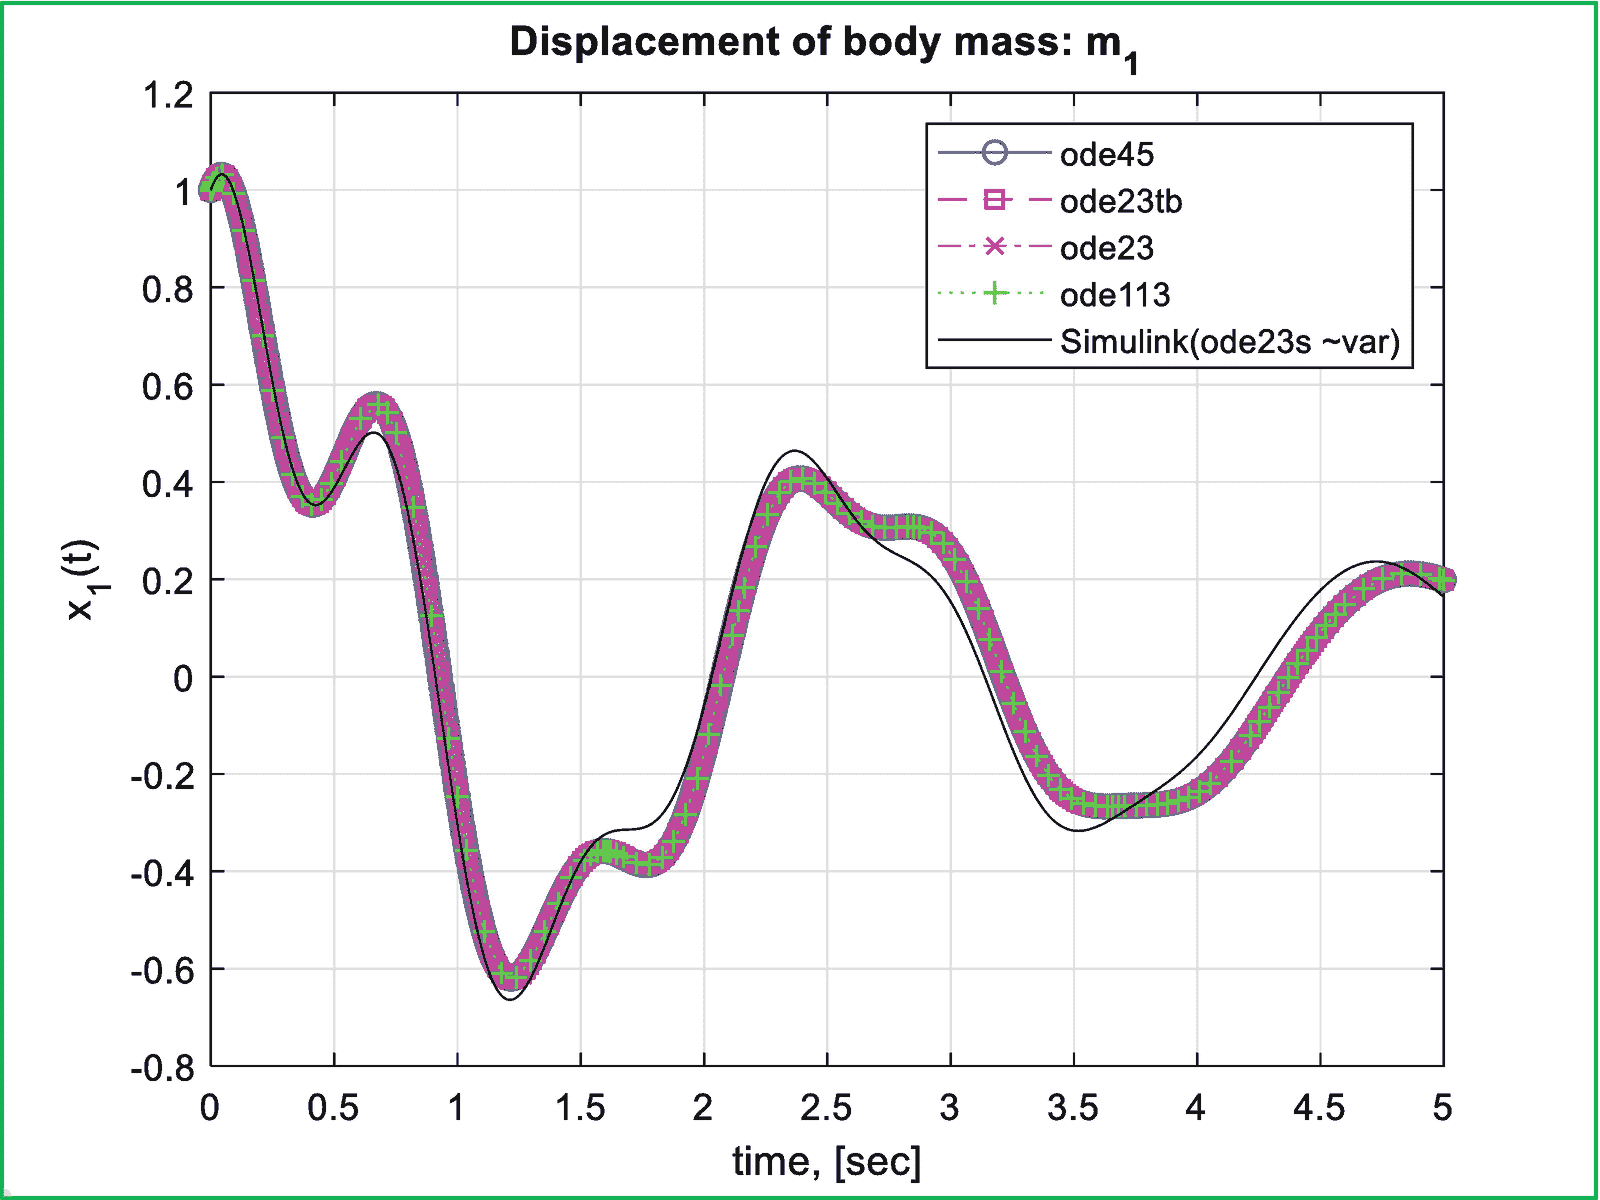 Displacement of body mass: m1
1.2
1
0.8
0.6
0.4
0.2
0
-0.2
-0.4
-0.6
-0.8
x1(t)
ode45
ode23tb
ode23
ode113
Simulink(ode23s ~var)
0 0.5 1 1.5 2 2.5 3 3.5 4 4.5 5
time, [sec]